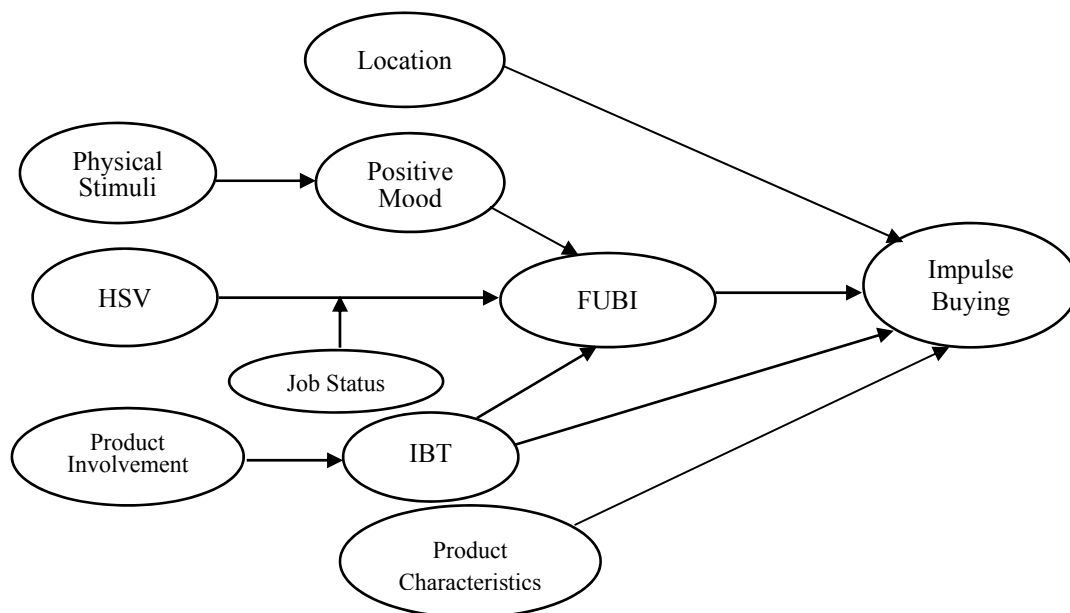 Location
Physical
Stimuli
Positive
Mood
HSV
FUBI
Impulse
Buying
Job Status
Product
Involvement
IBT
Product
Characteristics